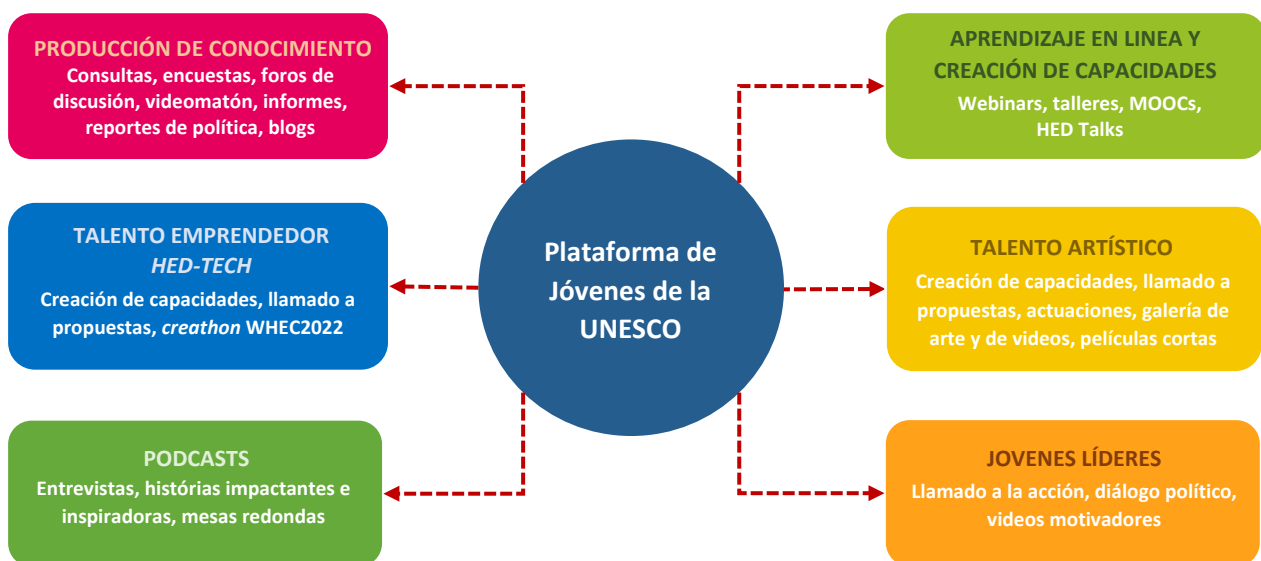 PRODUCCIÓN DE CONOCIMIENTO
Consultas, encuestas, foros de
discusión, videomatón, informes,
reportes de política, blogs
TALENTO EMPRENDEDOR
HED-TECH
Creación de capacidades, llamado a
propuestas, creathon WHEC2022
PODCASTS
Entrevistas, histórias impactantes e
inspiradoras, mesas redondas
Plataforma de
Jóvenes de la
UNESCO
APRENDIZAJE EN LINEA Y
CREACIÓN DE CAPACIDADES
Webinars, talleres, MOOCs,
HED Talks
TALENTO ARTÍSTICO
Creación de capacidades, llamado a
propuestas, actuaciones, galería de
arte y de videos, películas cortas
JOVENES LÍDERES
Llamado a la acción, diálogo político,
videos motivadores